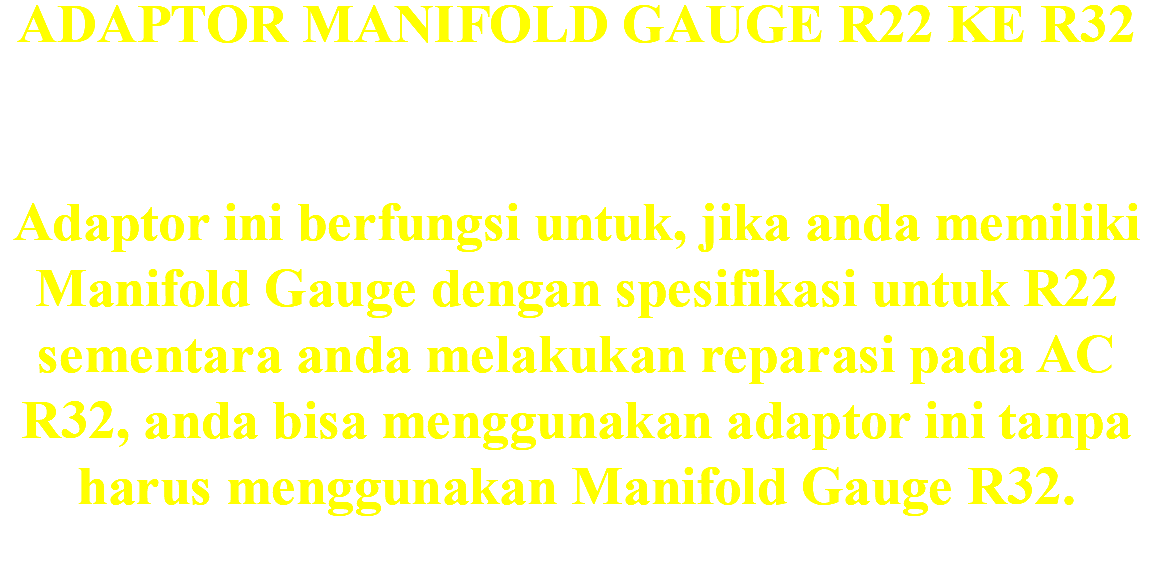 ADAPTOR MANIFOLD GAUGE R22 KE R32
Adaptor ini berfungsi untuk, jika anda memiliki
Manifold Gauge dengan spesifikasi untuk R22
sementara anda melakukan reparasi pada AC
R32, anda bisa menggunakan adaptor ini tanpa
harus menggunakan Manifold Gauge R32.